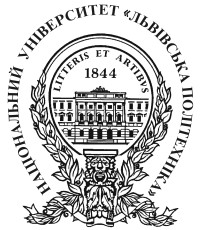 НАЦІОНАЛЬНИЙ УНІВЕРСИТЕТ «ЛЬВІВСЬКА ПОЛІТЕХНІКА»
LITTERIS ET ARTIBUS
1844